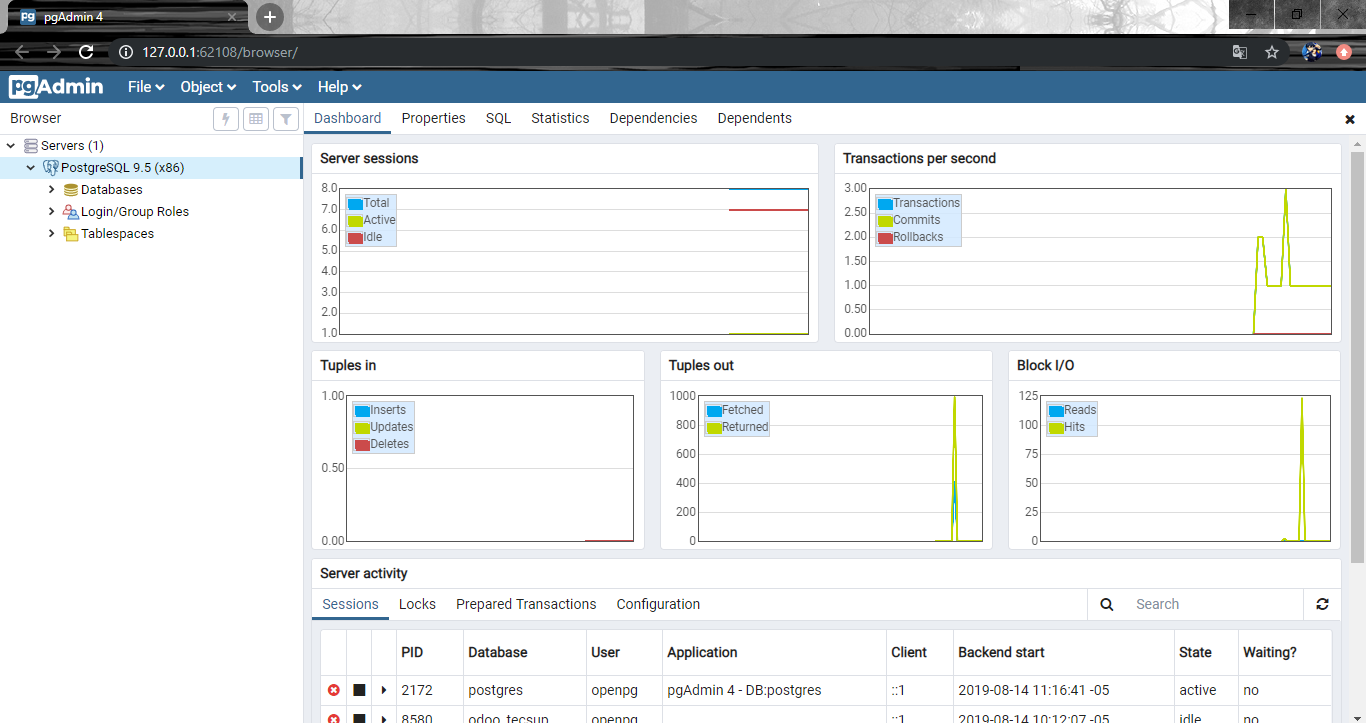 pgAdmin 4
127.0.0.1:62108/browser/
pgAdmin File Object Tools Help
Browser
Dashboard Properties SQL Statistics Dependencies Dependents
Servers (1)
PostgreSQL 9.5 (x86)
Databases
Login/Group Roles
Tablespaces
Server sessions
8.0
7.0
6.0
5.0
4.0
3.0
2.0
1.0
Total
Active
Idle
Transactions per second
3.00
2.50
2.00
1.50
1.00
0.50
0.00
Transactions
Commits
Rollbacks
Tuples in
1.00
0.50
0.00
Inserts
Updates
Deletes
Tuples out
1000
800
600
400
200
0
Fetched
Returned
Block I/O
125
100
75
50
25
0
Reads
Hits
Server activity
Sessions Locks Prepared Transactions Configuration Search
PID Database User Application Client Backend start State Waiting?
2172 postgres openpg pgAdmin 4 - DB:postgres ::1 2019-08-14 11:16:41 -05 active no
8580 odoo_tecsup openpg ::1 2019-08-14 10:12:07 -05 idle no